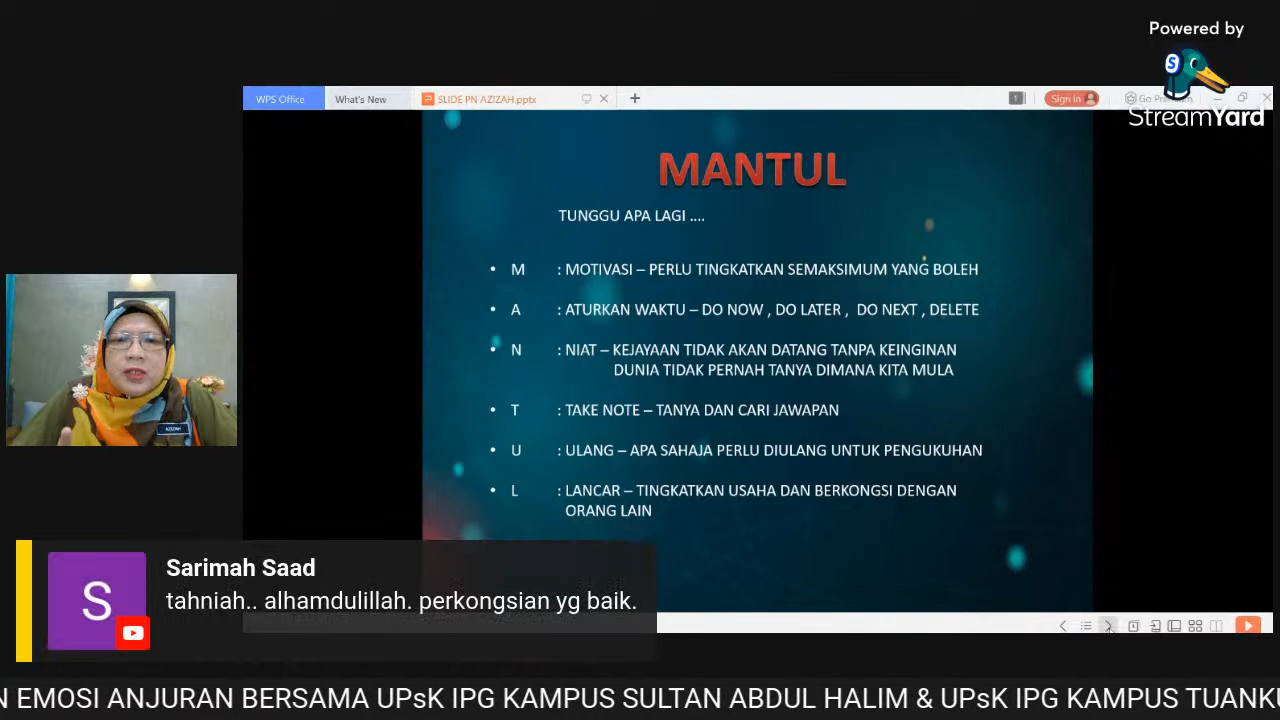 Powered by
StreamYard
WPS Office
What's New
SLIDE PN AZIZAH.pptx
Sign in
MANTUL
TUNGGU APA LAGI ....
• M : MOTIVASI – PERLU TINGKATKAN SEMAKSIMUM YANG BOLEH
• A : ATURKAN WAKTU – DO NOW , DO LATER , DO NEXT , DELETE
• N : NIAT – KEJAYAAN TIDAK AKAN DATANG TANPA KEINGINAN
DUNIA TIDAK PERNAH TANYA DIMANA KITA MULA
• T : TAKE NOTE – TANYA DAN CARI JAWAPAN
• U : ULANG – APA SAHAJA PERLU DIULANG UNTUK PENGUKUHAN
• L : LANCAR – TINGKATKAN USAHA DAN BERKONGSI DENGAN
ORANG LAIN
AZIZAH
S
Sarimah Saad
tahniah.. alhamdulillah. perkongsian yg baik.
N EMOSI ANJURAN BERSAMA UPsK IPG KAMPUS SULTAN ABDUL HALIM & UPsK IPG KAMPUS TUANK